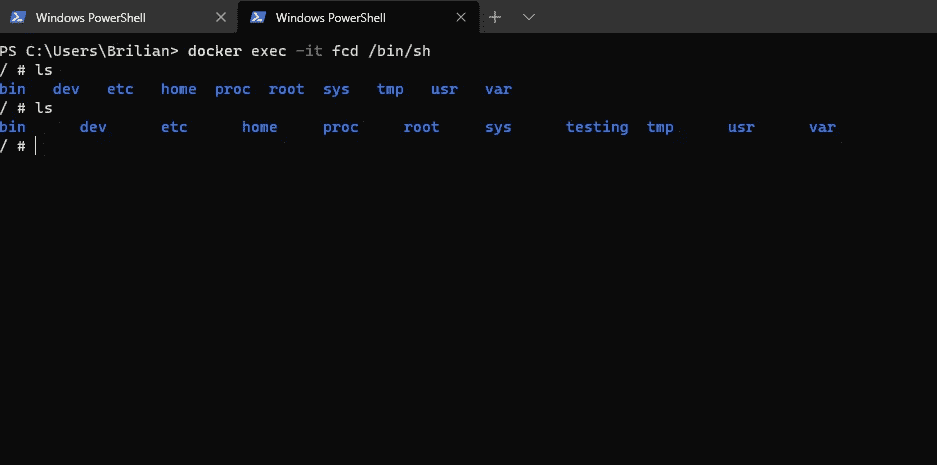 Windows PowerShell Windows PowerShell
PS C:\Users\Brilian> docker exec -it fcd /bin/sh
/ # ls
bin dev etc home proc root sys tmp usr var
/ # ls
bin dev etc home proc root sys testing tmp usr var
/ #